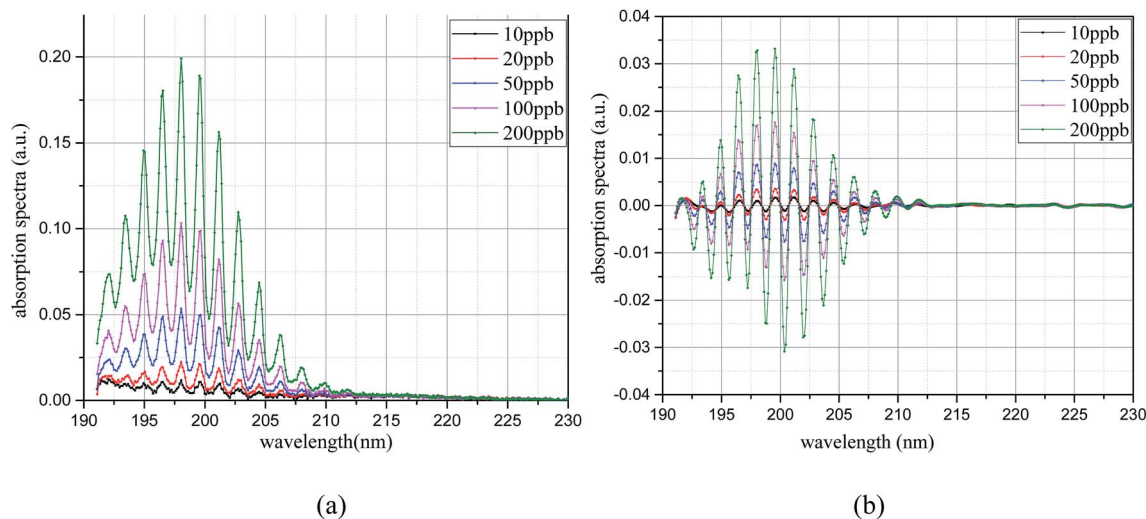 absorption spectra (a.u.)
0.20
0.15
0.10
0.05
0.00
10ppb
20ppb
50ppb
100ppb
200ppb
190 195 200 205 210 215 220 225 230
wavelength(nm)
(a)
absorption spectra (a.u.)
0.04
0.03
0.02
0.01
0.00
-0.01
-0.02
-0.03
-0.04
10ppb
20ppb
50ppb
100ppb
200ppb
190 195 200 205 210 215 220 225 230
wavelength (nm)
(b)